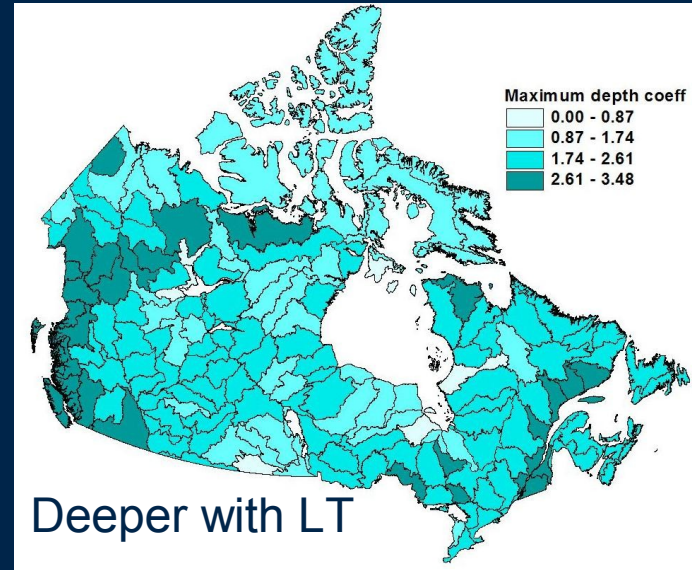 Maximum depth coeff
0.00 - 0.87
0.87 - 1.74
1.74 - 2.61
2.61 - 3.48
Deeper with LT